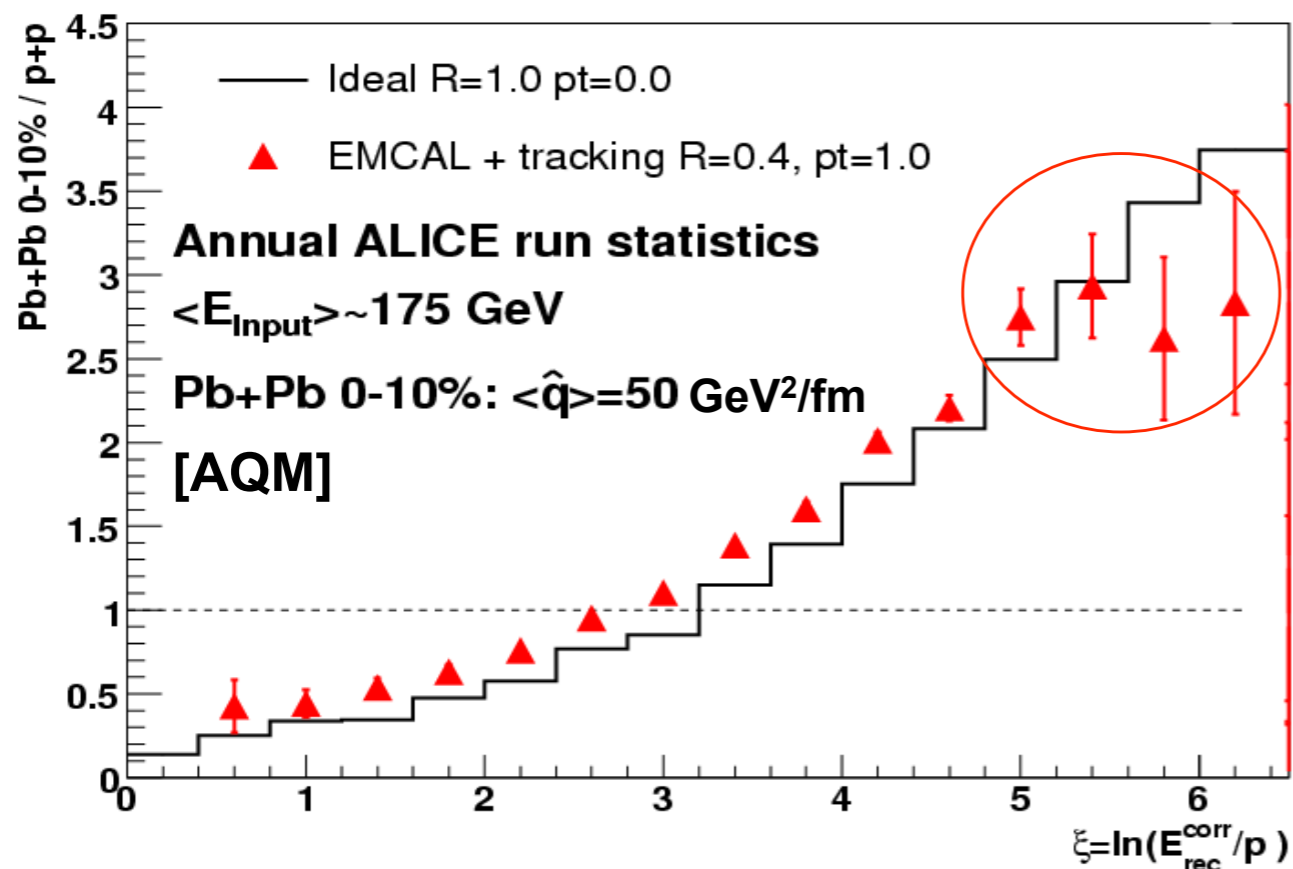 Pb+Pb 0-10% / p+p
4.5
4
3.5
3
2.5
2
1.5
1
0.5
0
Ideal R=1.0 pt=0.0
EMCAL + tracking R=0.4, pt=1.0
Annual ALICE run statistics
<E_Input>~175 GeV
Pb+Pb 0-10%: <q̂>=50 GeV²/fm
[AQM]
0 1 2 3 4 5 6
ξ=ln(E_rec^corr/p )